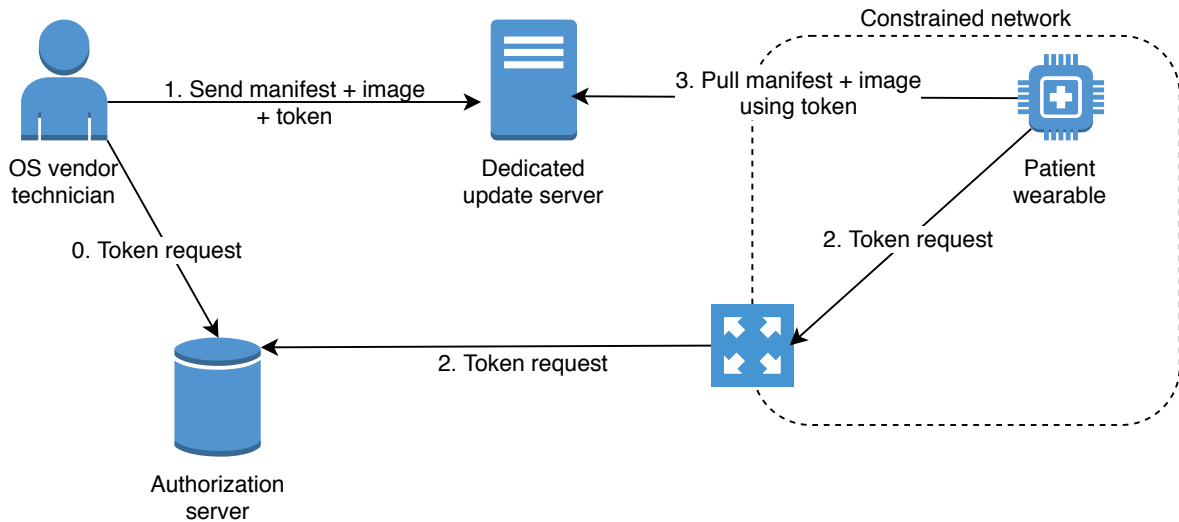 Constrained network
1. Send manifest + image
+ token
3. Pull manifest + image
using token
OS vendor
technician
Dedicated
update server
Patient
wearable
0. Token request
2. Token request
2. Token request
Authorization
server